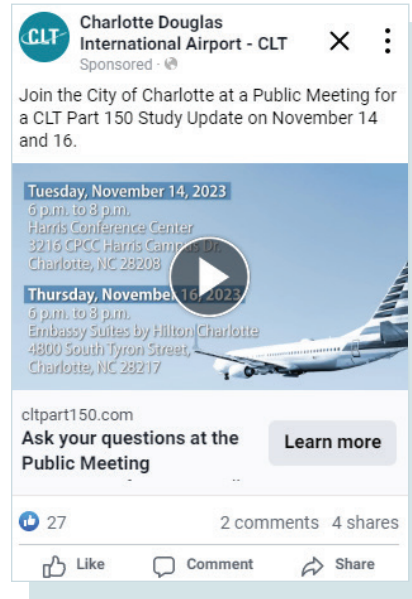 CLT
Charlotte Douglas
International Airport - CLT
Sponsored ·
Join the City of Charlotte at a Public Meeting for
a CLT Part 150 Study Update on November 14
and 16.
Tuesday, November 14, 2023
6 p.m. to 8 p.m.
Harris Conference Center
3216 CPCC Harris Campus Dr.
Charlotte, NC 28208
Thursday, November 16, 2023
6 p.m. to 8 p.m.
Embassy Suites by Hilton Charlotte
4800 South Tyron Street,
Charlotte, NC 28217
cltpart150.com
Ask your questions at the
Public Meeting
Learn more
27
2 comments 4 shares
Like Comment Share